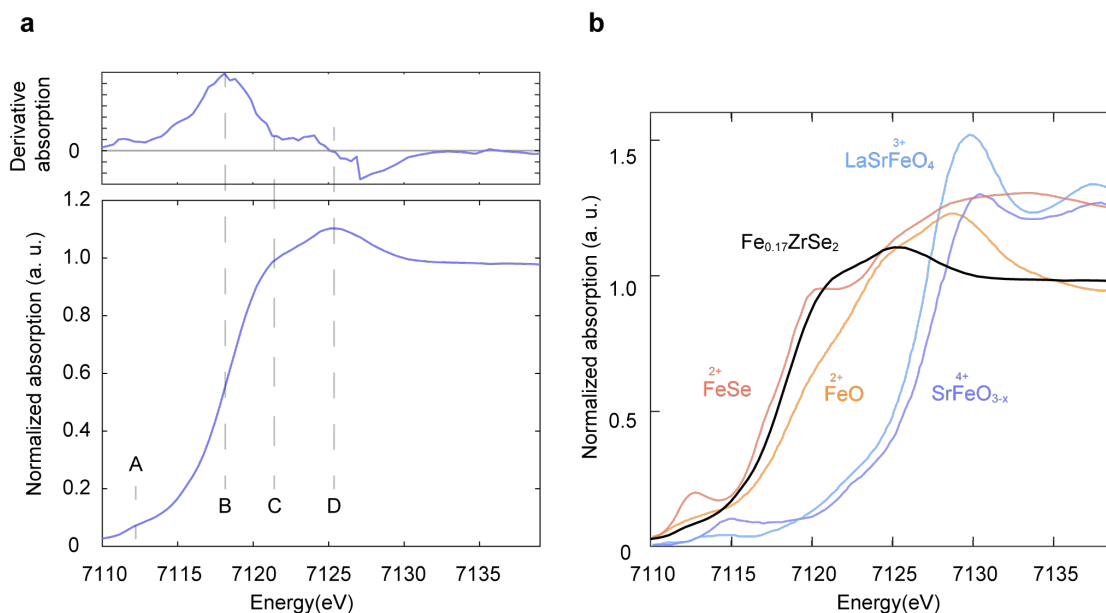 a
Derivative
absorption
0
Normalized absorption (a. u.)
1.2
1.0
0.8
0.6
0.4
0.2
0
A
B
C
D
7110
7115
7120
7125
7130
7135
Energy(eV)
b
Normalized absorption (a. u.)
1.5
1.0
0.5
0
3+
LaSrFeO4
Fe0.17ZrSe2
2+
FeSe
2+
FeO
4+
SrFeO3-x
7110
7115
7120
7125
7130
7135
Energy(eV)